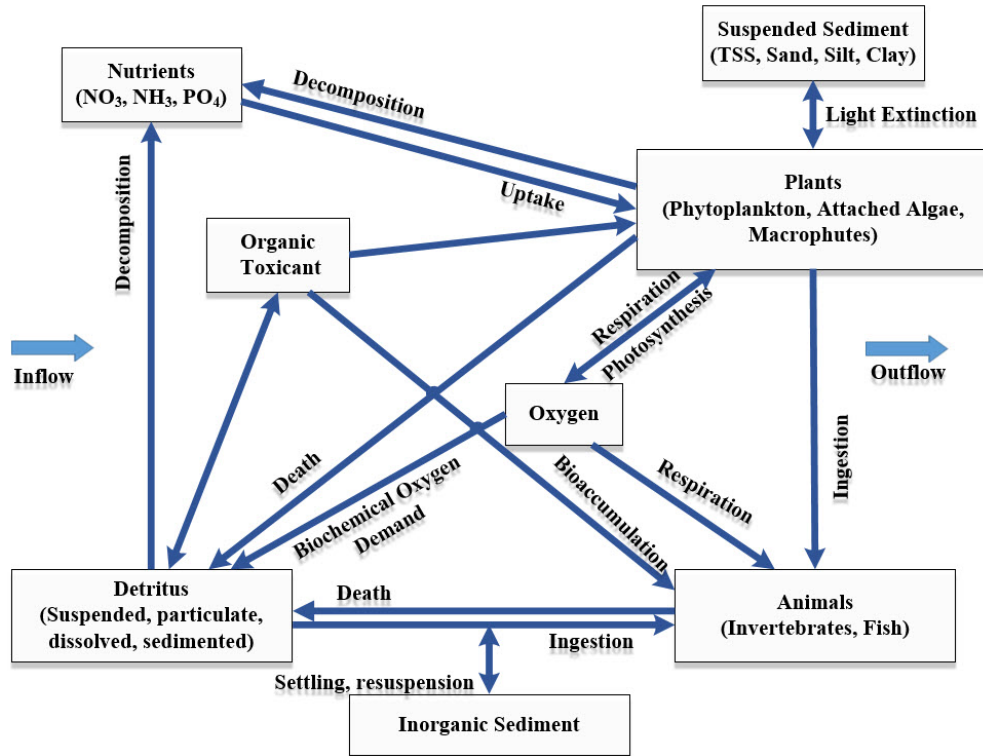 Suspended Sediment
(TSS, Sand, Silt, Clay)
Nutrients
(NO₃, NH₃, PO₄)
Decomposition
Light Extinction
Uptake
Plants
(Phytoplankton, Attached Algae,
Macrophutes)
Decomposition
Organic
Toxicant
Respiration
Photosynthesis
Inflow
Outflow
Oxygen
Ingestion
Death
Biochemical Oxygen
Demand
Bioaccumulation
Respiration
Detritus
(Suspended, particulate,
dissolved, sedimented)
Death
Ingestion
Animals
(Invertebrates, Fish)
Settling, resuspension
Inorganic Sediment